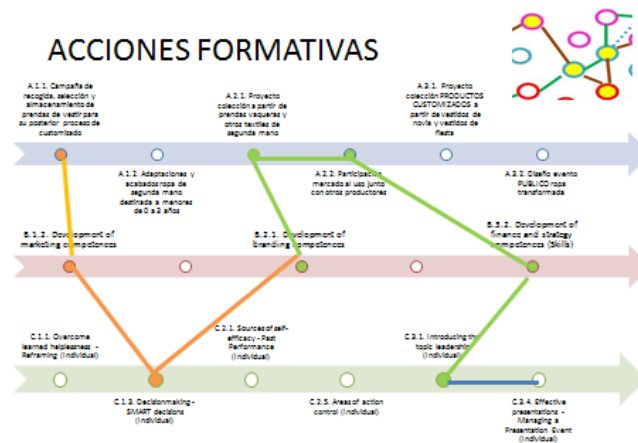 ACCIONES FORMATIVAS
A.1.1. Campaña de
recogida, selección y
almacenamiento de
prendas de vestir para
su posterior proceso de
customizado
A.2.1. Proyecto
colección a partir de
prendas vaqueras y
otros textiles de
segunda mano
A.3.1. Proyecto
colección PRODUCTOS
CUSTOMIZADOS a
partir de vestidos de
novia y vestidos de
fiesta
A.1.2. Adaptaciones y
acabados ropa de
segunda mano
destinada a menores
de 0 a 3 años
A.2.2. Participación
mercado al uso junto
con otros productores
A.3.2. Diseño evento
PUBLICO ropa
transformada
B.1.2. Development of
marketing competences
B.2.1. Development of
branding competences
B.3.2. Development of
finance and strategy
competences (Skills)
C.1.1. Overcome
learned helplessness -
Reframing (Individual)
C.2.1. Sources of self-
efficacy - Past
Performance
(Individual)
C.3.1. Introducing the
topic leadership
(Individual)
C.1.3. Decisionmaking -
SMART decisions
(Individual)
C.2.5. Areas of action
control (Individual)
C.3.4. Effective
presentations -
Managing a
Presentation Event
(Individual)